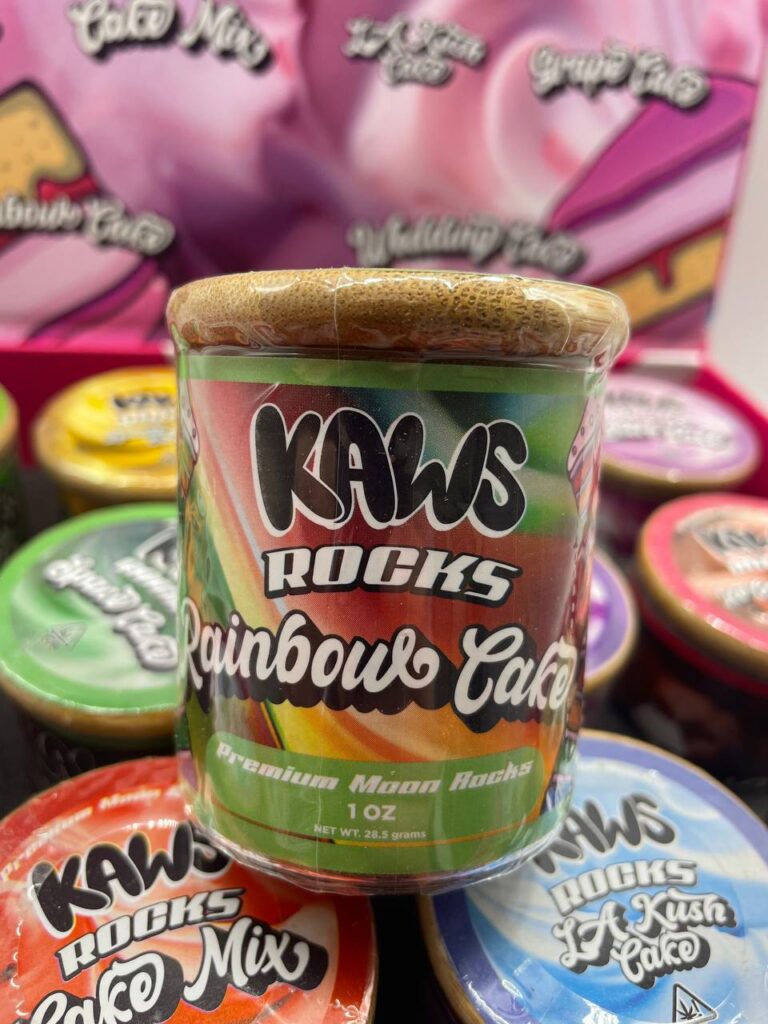 Cake Mix
LA Kush
Cake
Grape Cake
Cake
Wedding Cake
KAWS
ROCKS
Rainbow Cake
Premium Moon Rocks
1 OZ
NET WT. 28.5 grams
KAWS
ROCKS
Cake Mix
KAWS
ROCKS
LA Kush
Cake